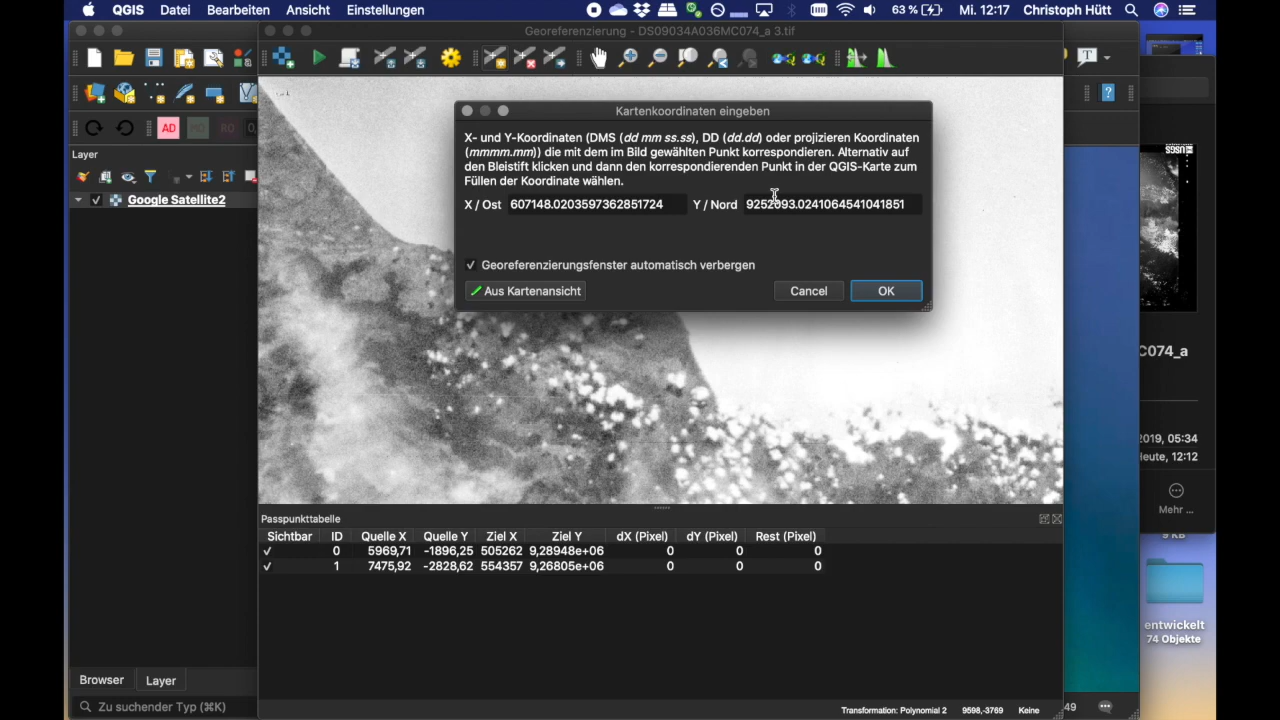 QGIS Datei Bearbeiten Ansicht Einstellungen 63 % Mi. 12:17 Christoph Hütt
Georeferenzierung - DS09034A036MC074_a 3.tif
T
?
AD
Layer
Google Satellite2
Kartenkoordinaten eingeben
X- und Y-Koordinaten (DMS (dd mm ss.ss), DD (dd.dd) oder projizieren Koordinaten
(mmmm.mm)) die mit dem im Bild gewählten Punkt korrespondieren. Alternativ auf
den Bleistift klicken und dann den korrespondierenden Punkt in der QGIS-Karte zum
Füllen der Koordinate wählen.
X / Ost 607148.0203597362851724 Y / Nord 9252093.0241064541041851
Georeferenzierungsfenster automatisch verbergen
Aus Kartenansicht Cancel OK
C074_a
2019, 05:34
Heute, 12:12
Mehr ...
9 KB
entwickelt
74 Objekte
Passpunkttabelle
Sichtbar ID Quelle X Quelle Y Ziel X Ziel Y dX (Pixel) dY (Pixel) Rest (Pixel)
0 5969,71 -1896,25 505262 9,28948e+06 0 0 0
1 7475,92 -2828,62 554357 9,26805e+06 0 0 0
Browser Layer
Zu suchender Typ (⌘K)
Transformation: Polynomial 2 9598,-3769 Keine
49